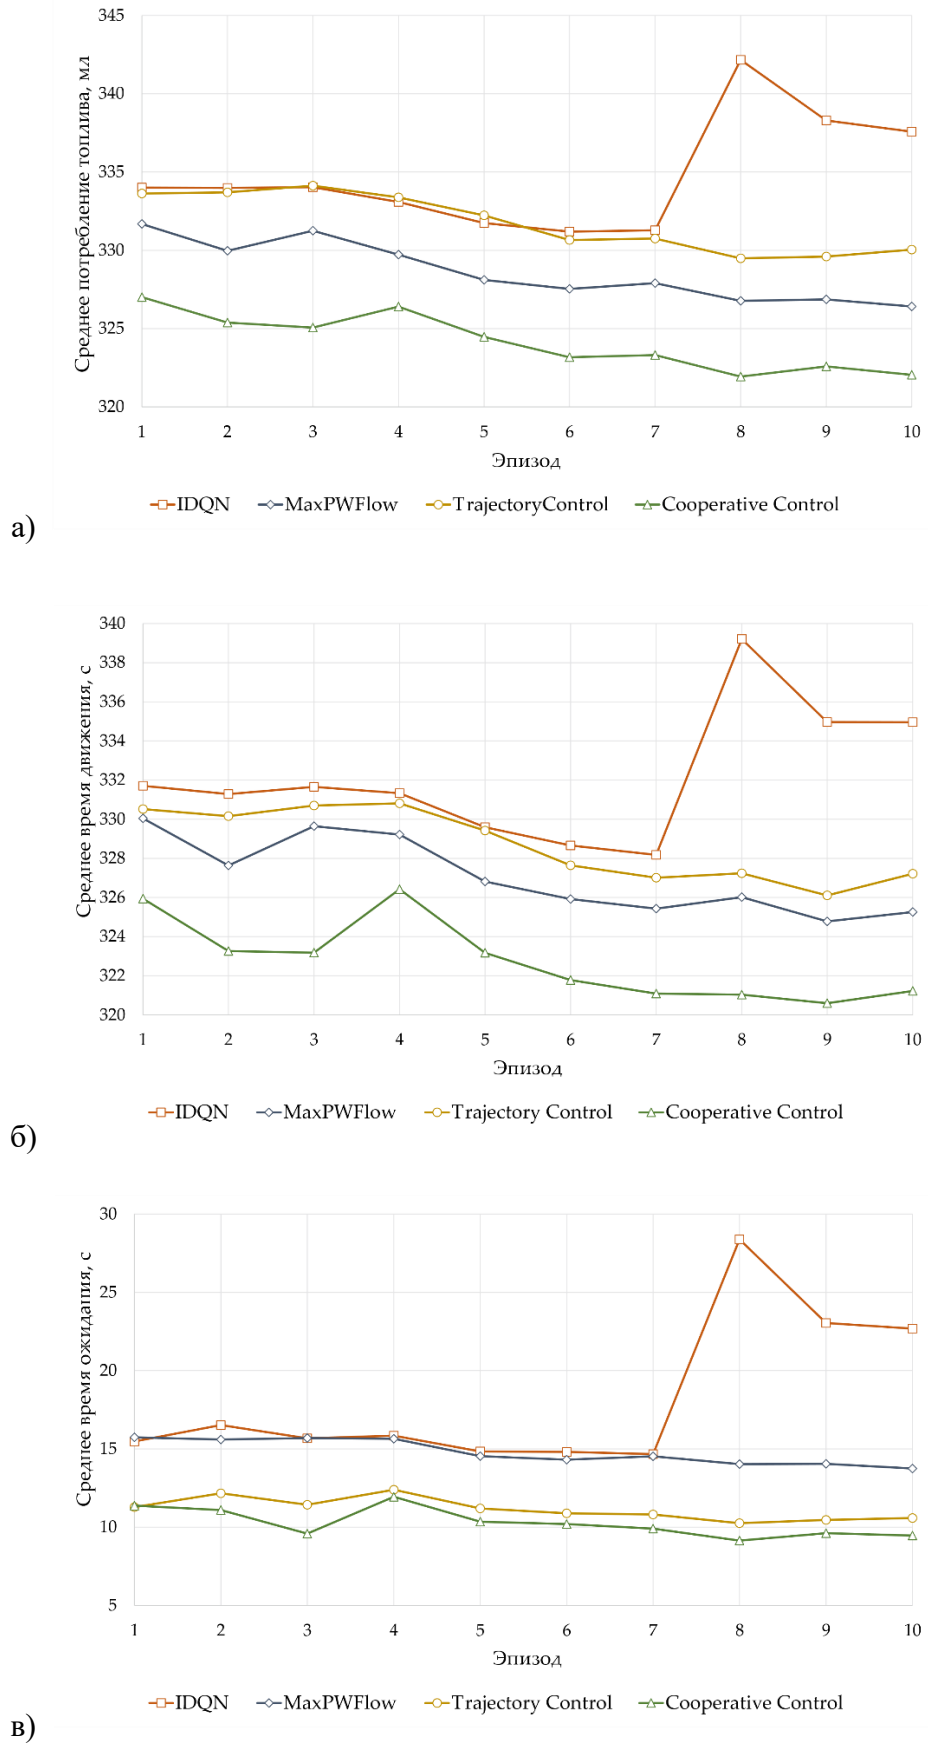 345
340
335
330
325
320
Среднее потребление топлива, мл
1 2 3 4 5 6 7 8 9 10
Эпизод
IDQN MaxPWFlow TrajectoryControl Cooperative Control
а)
340
338
336
334
332
330
328
326
324
322
320
Среднее время движения, с
1 2 3 4 5 6 7 8 9 10
Эпизод
IDQN MaxPWFlow Trajectory Control Cooperative Control
б)
30
25
20
15
10
5
Среднее время ожидания, с
1 2 3 4 5 6 7 8 9 10
Эпизод
IDQN MaxPWFlow Trajectory Control Cooperative Control
в)